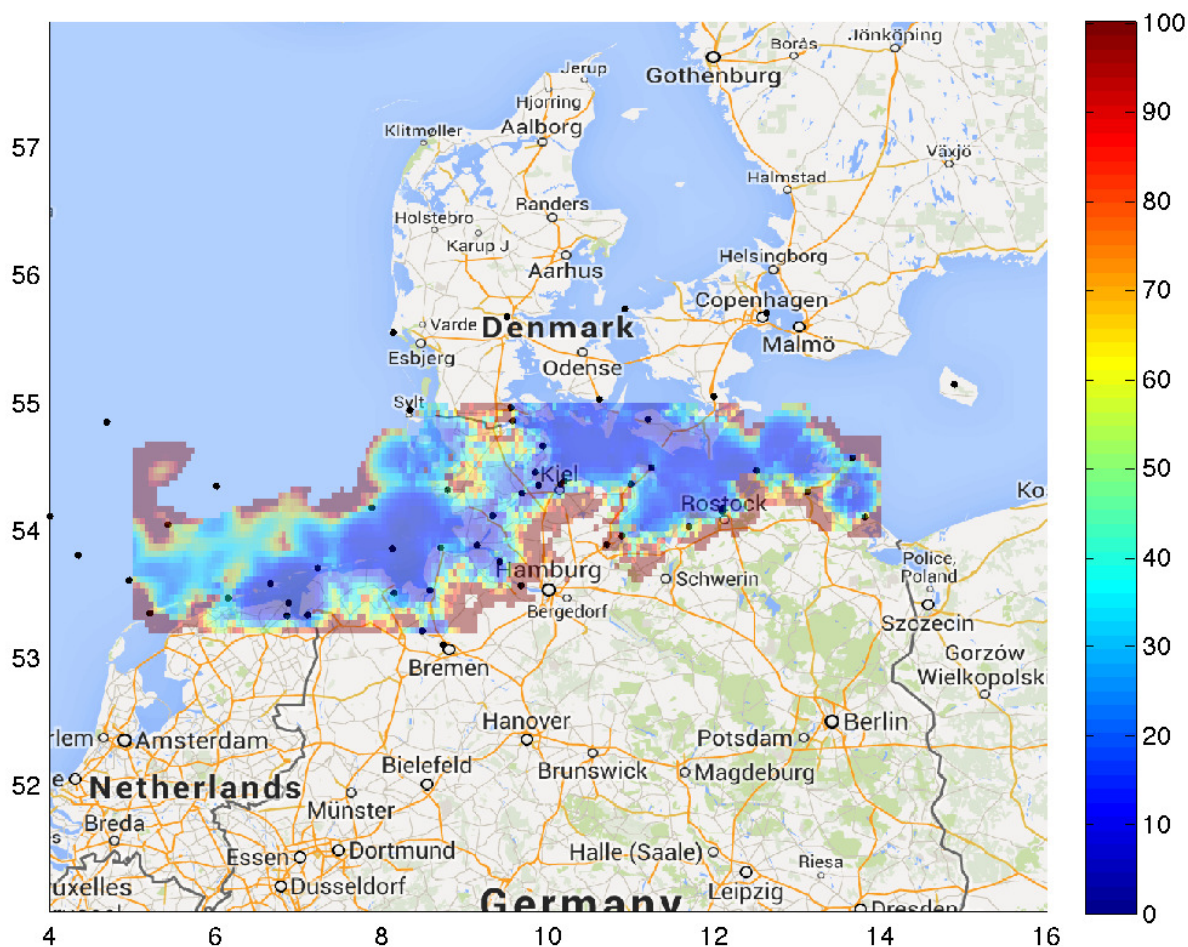 100
Jönköping
Borås
Gothenburg
Jerup
90
Hjorring
Klitmøller
Aalborg
57
Växjö
Halmstad
80
Randers
Holstebro
Karup J
Helsingborg
56
Aarhus
70
Copenhagen
Varde
Denmark
Malmö
Esbjerg
Odense
60
55
Sylt
50
Kiel
Rostock
Ko
54
40
Police,
Poland
Hamburg
Schwerin
Bergedorf
Szczecin
30
53
Bremen
Gorzów
Wielkopolski
Hanover
Berlin
20
rlem
Amsterdam
Potsdam
Bielefeld
Brunswick
Magdeburg
52
Netherlands
Münster
10
Breda
Essen
Dortmund
Halle (Saale)
Riesa
uxelles
Dusseldorf
Leipzig
Germany
Dresden
0
4
6
8
10
12
14
16